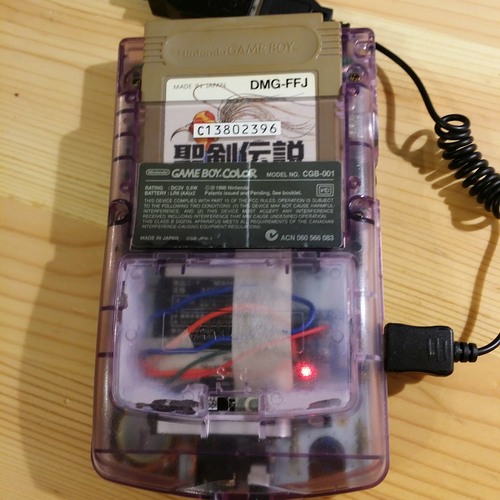 Nintendo GAME BOY
MADE IN JAPAN
DMG-FFJ
C13802396
聖剣伝説
Nintendo GAME BOY COLOR MODEL NO. CGB-001
RATING : DC3V 0.6W
BATTERY : LR6 (AA)x2
©1998 Nintendo
Patents issued and Pending. See booklet.
THIS DEVICE COMPLIES WITH PART 15 OF THE FCC RULES. OPERATION IS SUBJECT
TO THE FOLLOWING TWO CONDITIONS (1) THIS DEVICE MAY NOT CAUSE HARMFUL
INTERFERENCE, AND (2) THIS DEVICE MUST ACCEPT ANY INTERFERENCE
RECEIVED INCLUDING INTERFERENCE THAT MAY CAUSE UNDESIRED OPERATION.
THIS CLASS B DIGITAL APPARATUS MEETS ALL REQUIREMENTS OF THE CANADIAN
INTERFERENCE-CAUSING EQUIPMENT REGULATIONS.
MADE IN JAPAN
ACN 060 566 083